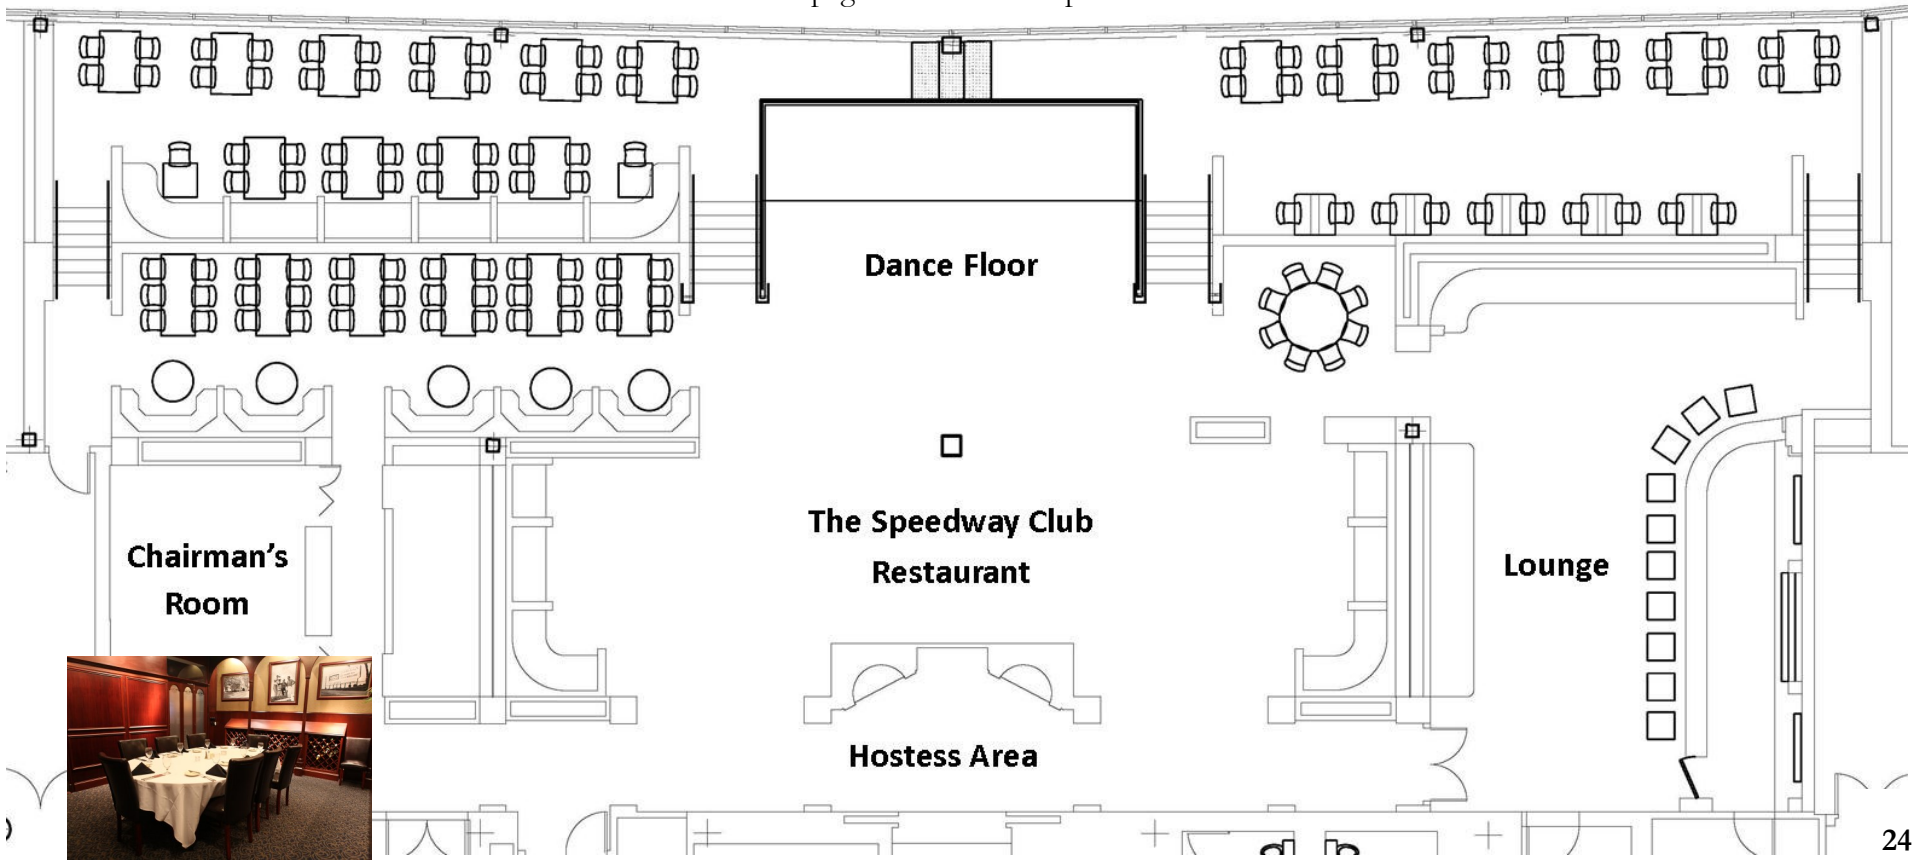 Dance Floor
The Speedway Club
Restaurant
Chairman's
Room
Lounge
Hostess Area
24